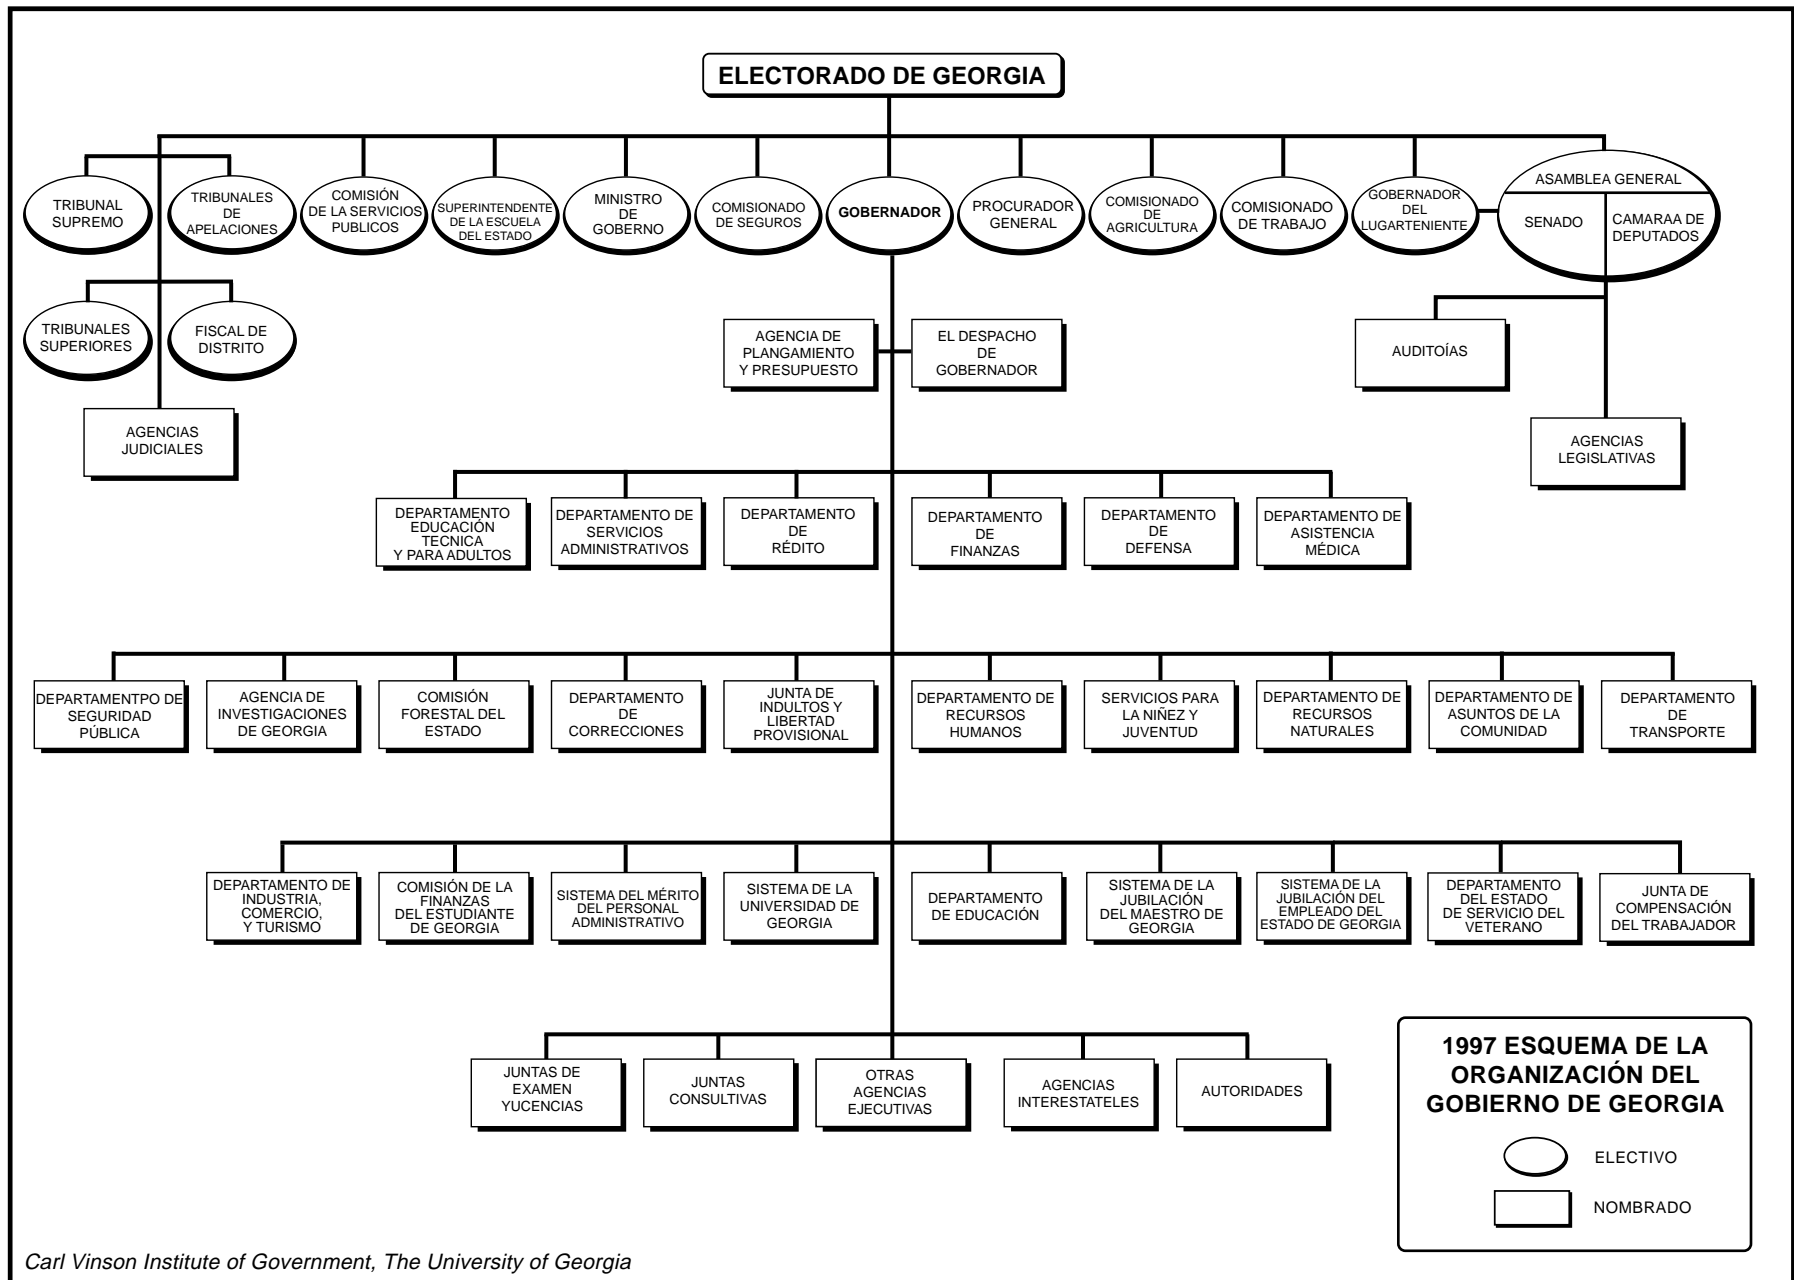 ELECTORADO DE GEORGIA
TRIBUNAL
SUPREMO
TRIBUNALES
DE
APELACIONES
COMISIÓN
DE LA SERVICIOS
PUBLICOS
SUPERINTENDENTE
DE LA ESCUELA
DEL ESTADO
MINISTRO
DE
GOBERNO
COMISIONADO
DE SEGUROS
GOBERNADOR
PROCURADOR
GENERAL
COMISIONADO
DE
AGRICULTURA
COMISIONADO
DE TRABAJO
GOBERNADOR
DEL
LUGARTENIENTE
ASAMBLEA GENERAL
SENADO
CAMARAA DE
DEPUTADOS
TRIBUNALES
SUPERIORES
FISCAL DE
DISTRITO
AGENCIA DE
PLANGAMIENTO
Y PRESUPUESTO
EL DESPACHO
DE
GOBERNADOR
AUDITOÍAS
AGENCIAS
JUDICIALES
AGENCIAS
LEGISLATIVAS
DEPARTAMENTO
EDUCACIÓN
TECNICA
Y PARA ADULTOS
DEPARTAMENTO DE
SERVICIOS
ADMINISTRATIVOS
DEPARTAMENTO
DE
RÉDITO
DEPARTAMENTO
DE
FINANZAS
DEPARTAMENTO
DE
DEFENSA
DEPARTAMENTO DE
ASISTENCIA
MÉDICA
DEPARTAMENTPO DE
SEGURIDAD
PÚBLICA
AGENCIA DE
INVESTIGACIONES
DE GEORGIA
COMISIÓN
FORESTAL DEL
ESTADO
DEPARTAMENTO
DE
CORRECCIONES
JUNTA DE
INDULTOS Y
LIBERTAD
PROVISIONAL
DEPARTAMENTO DE
RECURSOS
HUMANOS
SERVICIOS PARA
LA NIÑEZ Y
JUVENTUD
DEPARTAMENTO DE
RECURSOS
NATURALES
DEPARTAMENTO DE
ASUNTOS DE LA
COMUNIDAD
DEPARTAMENTO
DE
TRANSPORTE
DEPARTAMENTO DE
INDUSTRIA,
COMERCIO,
Y TURISMO
COMISIÓN DE LA
FINANZAS
DEL ESTUDIANTE
DE GEORGIA
SISTEMA DEL MÉRITO
DEL PERSONAL
ADMINISTRATIVO
SISTEMA DE LA
UNIVERSIDAD DE
GEORGIA
DEPARTAMENTO
DE EDUCACIÓN
SISTEMA DE LA
JUBILACIÓN
DEL MAESTRO DE
GEORGIA
SISTEMA DE LA
JUBILACIÓN DEL
EMPLEADO DEL
ESTADO DE GEORGIA
DEPARTAMENTO
DEL ESTADO
DE SERVICIO DEL
VETERANO
JUNTA DE
COMPENSACIÓN
DEL TRABAJADOR
JUNTAS DE
EXAMEN
YUCENCIAS
JUNTAS
CONSULTIVAS
OTRAS
AGENCIAS
EJECUTIVAS
AGENCIAS
INTERESTATELES
AUTORIDADES
1997 ESQUEMA DE LA
ORGANIZACIÓN DEL
GOBIERNO DE GEORGIA
ELECTIVO
NOMBRADO
Carl Vinson Institute of Government, The University of Georgia